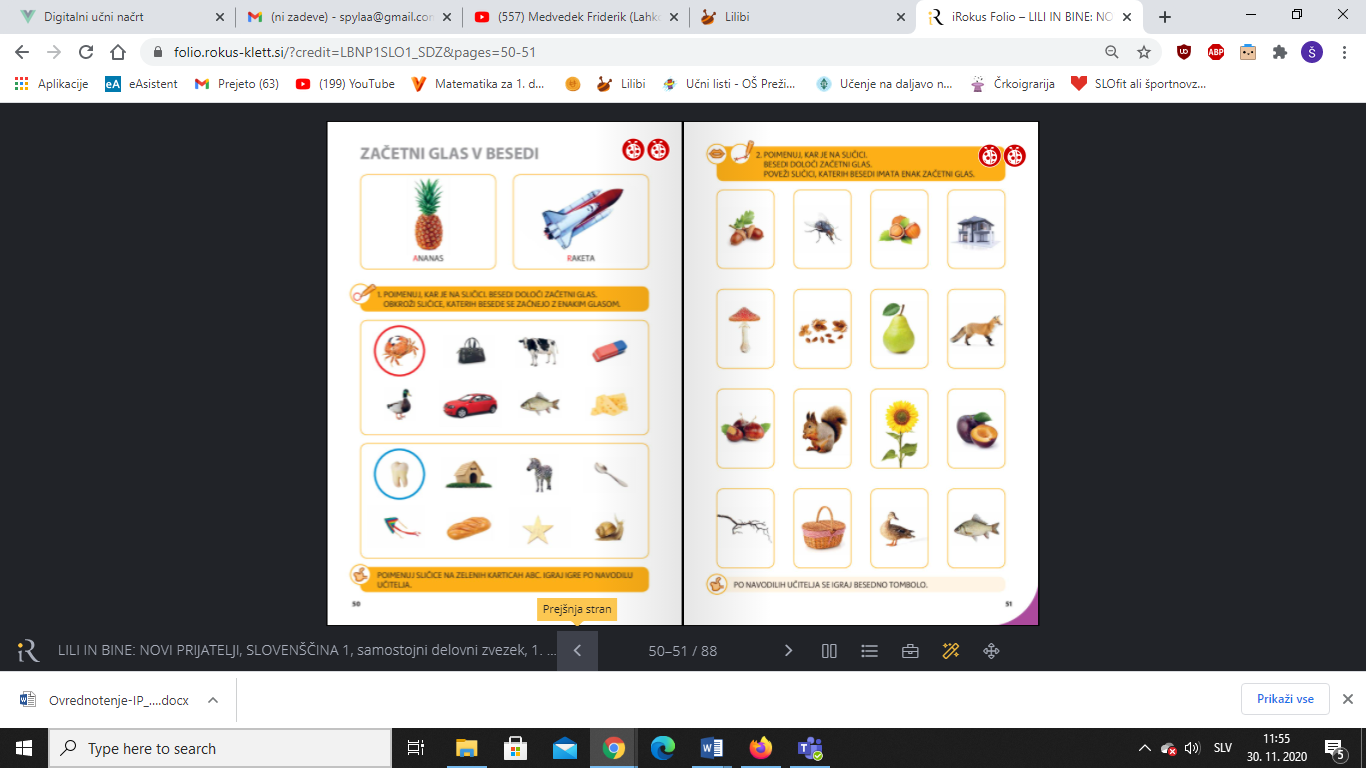 Digitalni učni načrt
(ni zadeve) - spylaa@gmail.com
(557) Medvedek Friderik (Lahko
Lilibi
iRokus Folio – LILI IN BINE: NO
folio.rokus-klett.si/?credit=LBNP1SLO1_SDZ&pages=50-51
Aplikacije
eAsistent
Prejeto (63)
(199) YouTube
Matematika za 1. d...
Lilibi
Učni listi - OŠ Preži...
Učenje na daljavo n...
Črkoigrarija
SLOfit ali športnovz...
ZAČETNI GLAS V BESEDI
ANANAS
RAKETA
1. POIMENUJ, KAR JE NA SLIČICI. BESEDI DOLOČI ZAČETNI GLAS.
OBKROŽI SLIČICE, KATERIH BESEDE SE ZAČNEJO Z ENAKIM GLASOM.
POIMENUJ SLIČICE NA ZELENIH KARTICAH ABC. IGRAJ IGRE PO NAVODILU
UČITELJA.
50
2. POIMENUJ, KAR JE NA SLIČICI.
BESEDI DOLOČI ZAČETNI GLAS.
POVEŽI SLIČICI, KATERIH BESEDI IMATA ENAK ZAČETNI GLAS.
PO NAVODILIH UČITELJA SE IGRAJ BESEDNO TOMBOLO.
51
Prejšnja stran
iR
LILI IN BINE: NOVI PRIJATELJI, SLOVENŠČINA 1, samostojni delovni zvezek, 1. ...
50–51 / 88
Ovrednotenje-IP_....docx
Prikaži vse
Type here to search
SLV
11:55
30. 11. 2020
5